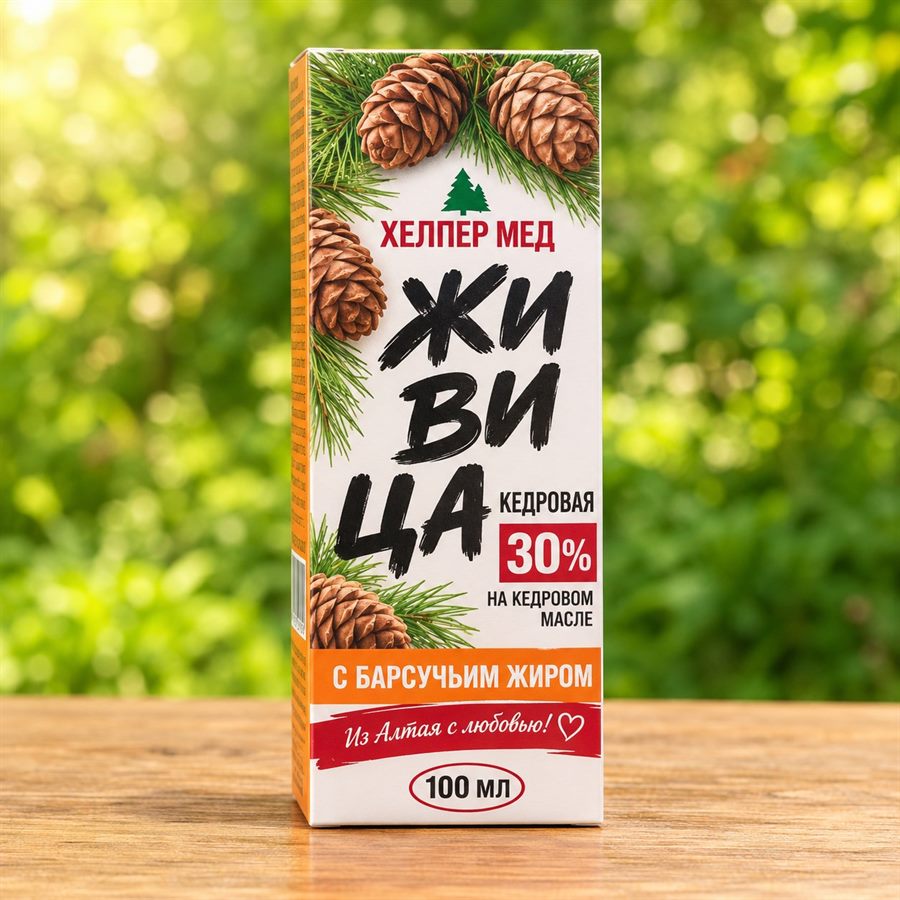 ХЕЛПЕР МЕД
ЖИ
ВИ
ЦА
КЕДРОВАЯ
30%
НА КЕДРОВОМ
МАСЛЕ
С БАРСУЧЬИМ ЖИРОМ
Из Алтая с любовью!
100 МЛ